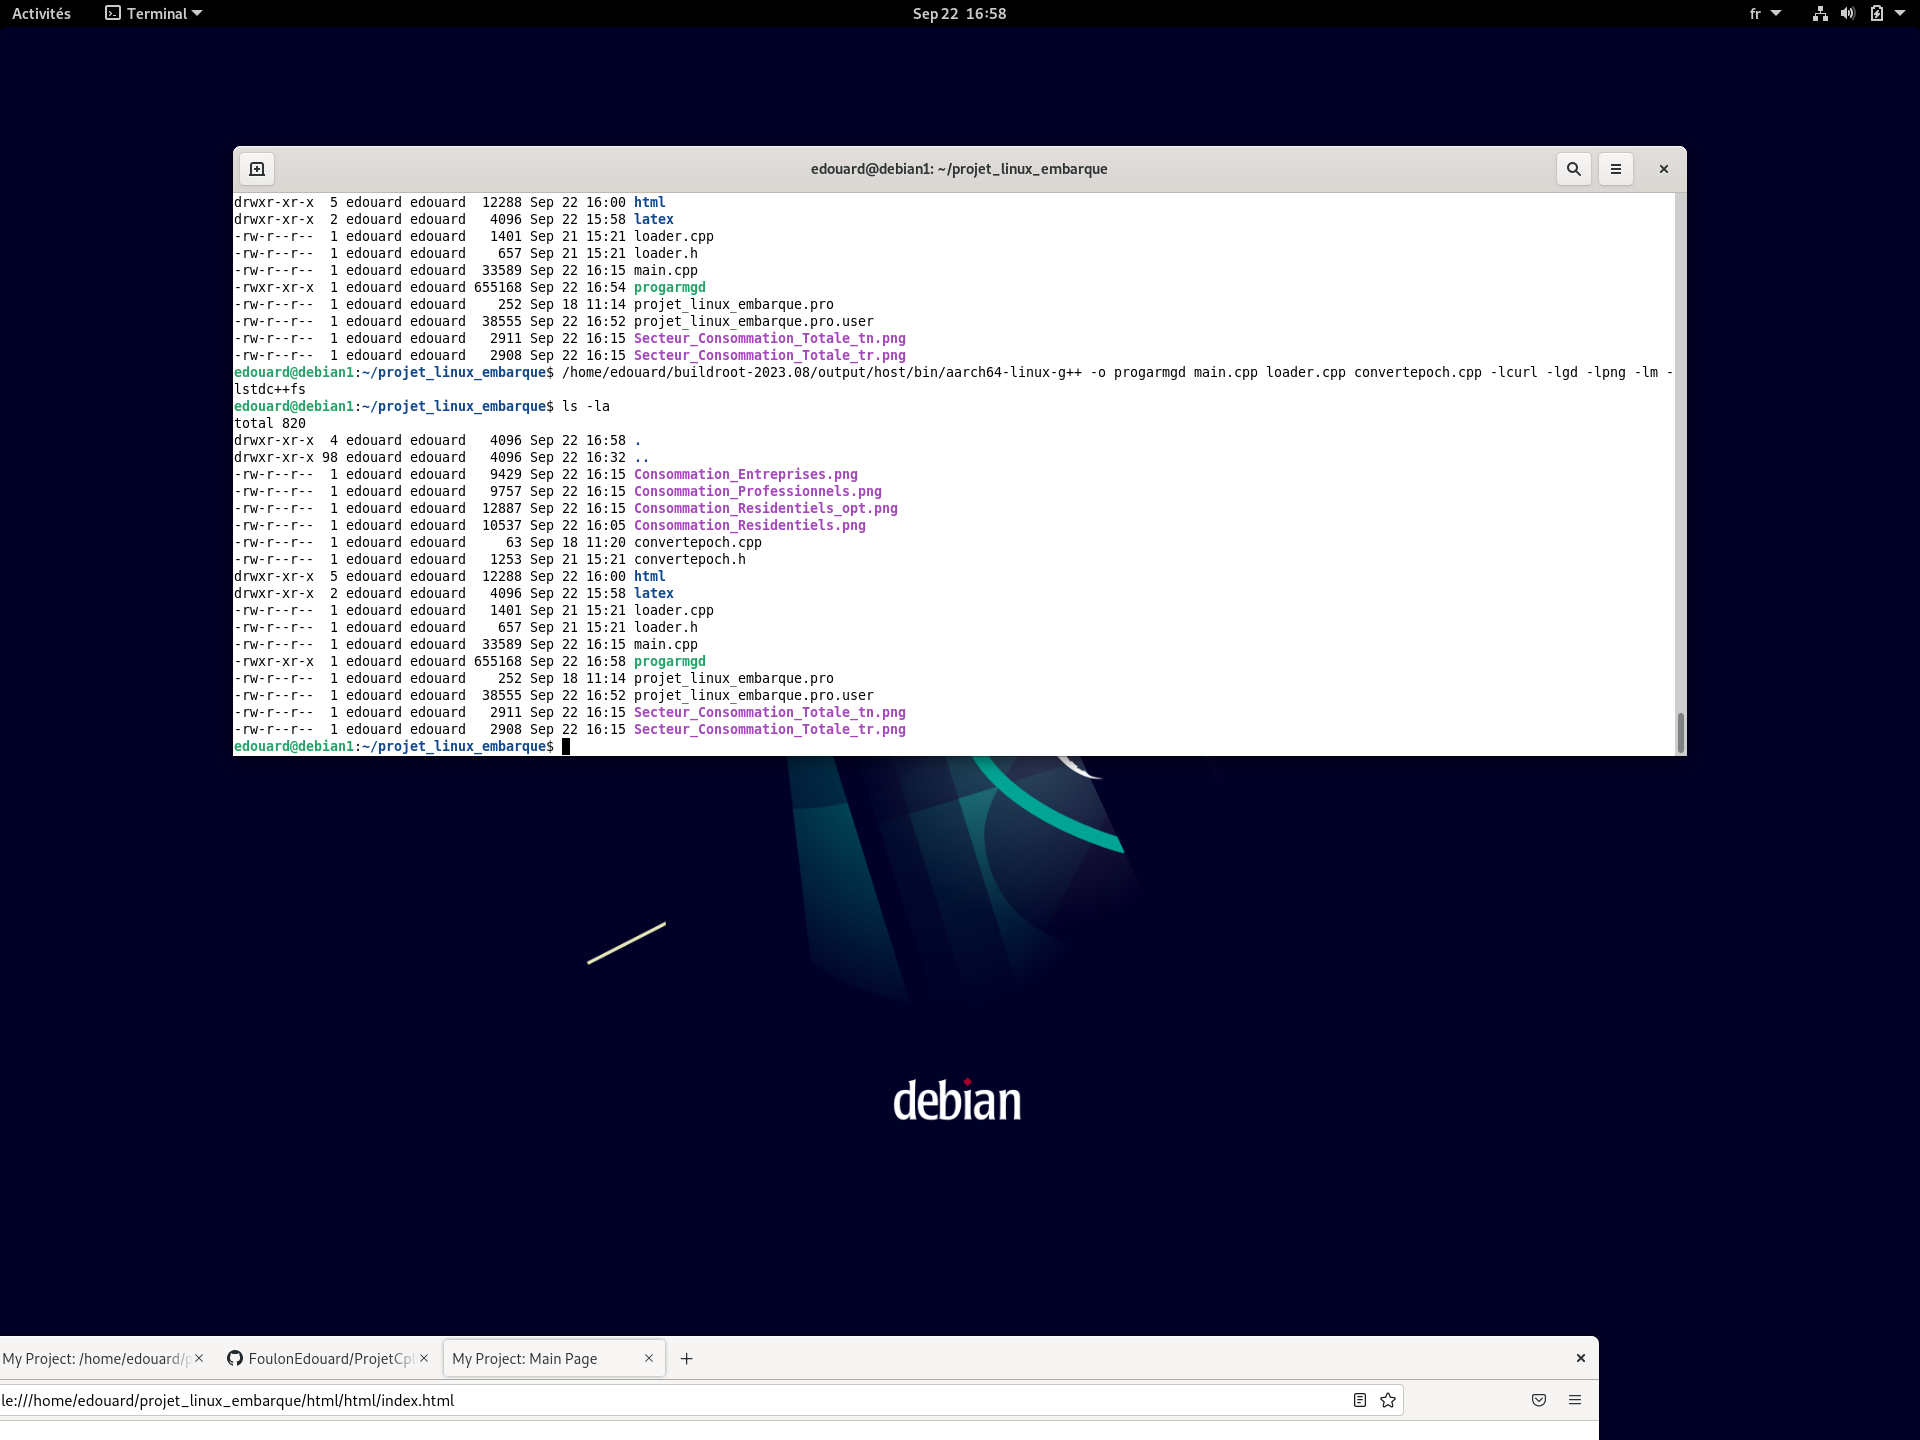 Activités Terminal Sep 22 16:58 fr
edouard@debian1: ~/projet_linux_embarque
drwxr-xr-x  5 edouard edouard  12288 Sep 22 16:00 html
drwxr-xr-x  2 edouard edouard   4096 Sep 22 15:58 latex
-rw-r--r--  1 edouard edouard   1401 Sep 21 15:21 loader.cpp
-rw-r--r--  1 edouard edouard    657 Sep 21 15:21 loader.h
-rw-r--r--  1 edouard edouard  33589 Sep 22 16:15 main.cpp
-rwxr-xr-x  1 edouard edouard 655168 Sep 22 16:54 progarmgd
-rw-r--r--  1 edouard edouard    252 Sep 18 11:14 projet_linux_embarque.pro
-rw-r--r--  1 edouard edouard  38555 Sep 22 16:52 projet_linux_embarque.pro.user
-rw-r--r--  1 edouard edouard   2911 Sep 22 16:15 Secteur_Consommation_Totale_tn.png
-rw-r--r--  1 edouard edouard   2908 Sep 22 16:15 Secteur_Consommation_Totale_tr.png
edouard@debian1:~/projet_linux_embarque$ /home/edouard/buildroot-2023.08/output/host/bin/aarch64-linux-g++ -o progarmgd main.cpp loader.cpp convertepoch.cpp -lcurl -lgd -lpng -lm -
lstdc++fs
edouard@debian1:~/projet_linux_embarque$ ls -la
total 820
drwxr-xr-x  4 edouard edouard   4096 Sep 22 16:58 .
drwxr-xr-x 98 edouard edouard   4096 Sep 22 16:32 ..
-rw-r--r--  1 edouard edouard   9429 Sep 22 16:15 Consommation_Entreprises.png
-rw-r--r--  1 edouard edouard   9757 Sep 22 16:15 Consommation_Professionnels.png
-rw-r--r--  1 edouard edouard  12887 Sep 22 16:15 Consommation_Residentiels_opt.png
-rw-r--r--  1 edouard edouard  10537 Sep 22 16:05 Consommation_Residentiels.png
-rw-r--r--  1 edouard edouard     63 Sep 18 11:20 convertepoch.cpp
-rw-r--r--  1 edouard edouard   1253 Sep 21 15:21 convertepoch.h
drwxr-xr-x  5 edouard edouard  12288 Sep 22 16:00 html
drwxr-xr-x  2 edouard edouard   4096 Sep 22 15:58 latex
-rw-r--r--  1 edouard edouard   1401 Sep 21 15:21 loader.cpp
-rw-r--r--  1 edouard edouard    657 Sep 21 15:21 loader.h
-rw-r--r--  1 edouard edouard  33589 Sep 22 16:15 main.cpp
-rwxr-xr-x  1 edouard edouard 655168 Sep 22 16:58 progarmgd
-rw-r--r--  1 edouard edouard    252 Sep 18 11:14 projet_linux_embarque.pro
-rw-r--r--  1 edouard edouard  38555 Sep 22 16:52 projet_linux_embarque.pro.user
-rw-r--r--  1 edouard edouard   2911 Sep 22 16:15 Secteur_Consommation_Totale_tn.png
-rw-r--r--  1 edouard edouard   2908 Sep 22 16:15 Secteur_Consommation_Totale_tr.png
edouard@debian1:~/projet_linux_embarque$
debian
My Project: /home/edouard/p FoulonEdouard/ProjetCp My Project: Main Page
le:///home/edouard/projet_linux_embarque/html/html/index.html